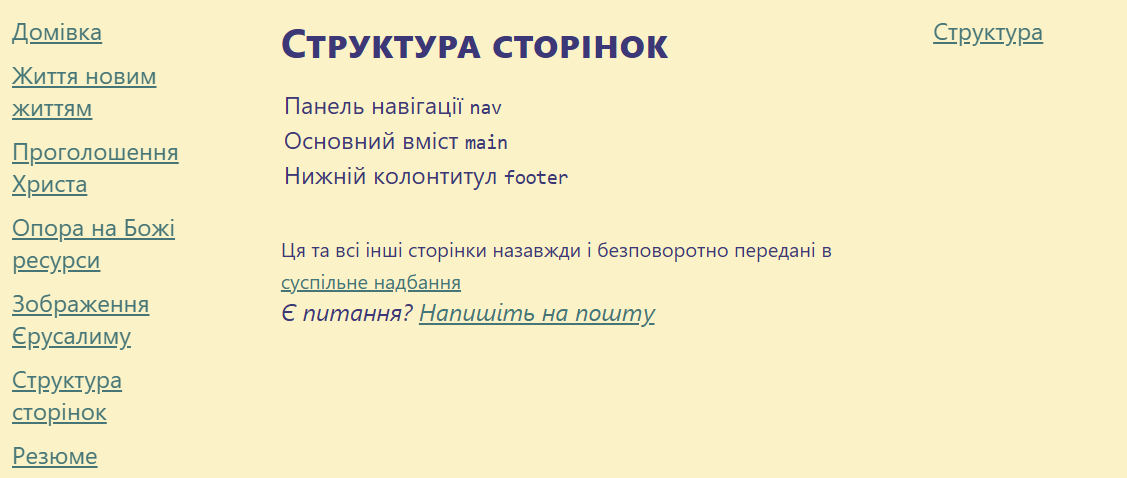 Домівка
Життя новим
життям
Проголошення
Христа
Опора на Божі
ресурси
Зображення
Єрусалиму
Структура
сторінок
Резюме
Структура сторінок
Панель навігації nav
Основний вміст main
Нижній колонтитул footer
Ця та всі інші сторінки назавжди і безповоротно передані в
суспільне надбання
Є питання? Напишіть на пошту
Структура